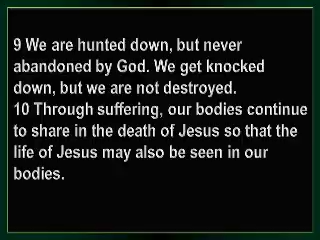 9 We are hunted down, but never
abandoned by God. We get knocked
down, but we are not destroyed.
10 Through suffering, our bodies continue
to share in the death of Jesus so that the
life of Jesus may also be seen in our
bodies.